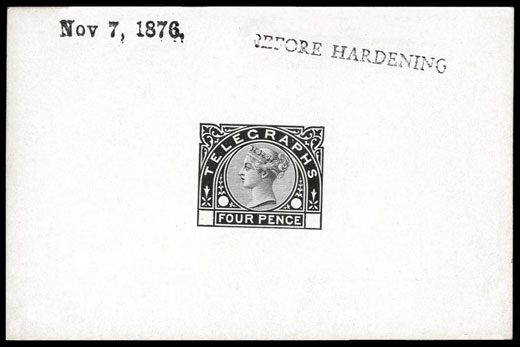 Nov 7, 1876.
BEFORE HARDENING
TELEGRAPHS
FOUR PENCE